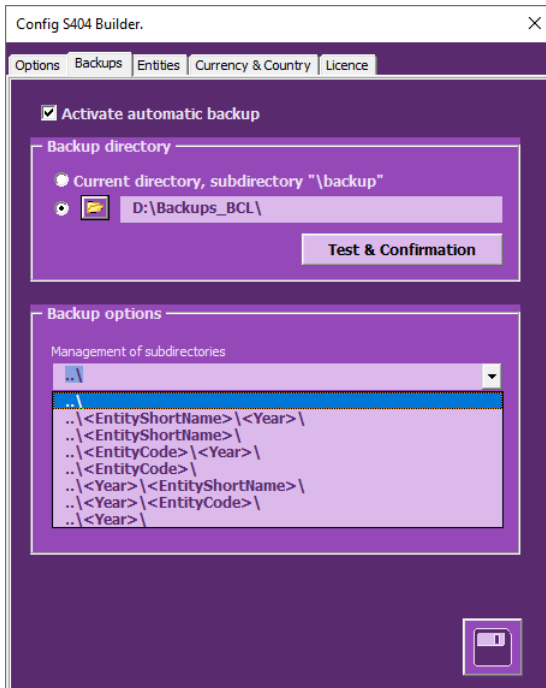 Config S404 Builder.
Options Backups Entities Currency & Country Licence
Activate automatic backup
Backup directory
Current directory, subdirectory "\backup"
D:\Backups_BCL\
Test & Confirmation
Backup options
Management of subdirectories
..\
..\
..\<EntityShortName>\<Year>\
..\<EntityShortName>\
..\<EntityCode>\<Year>\
..\<EntityCode>\
..\<Year>\<EntityShortName>\
..\<Year>\<EntityCode>\
..\<Year>\